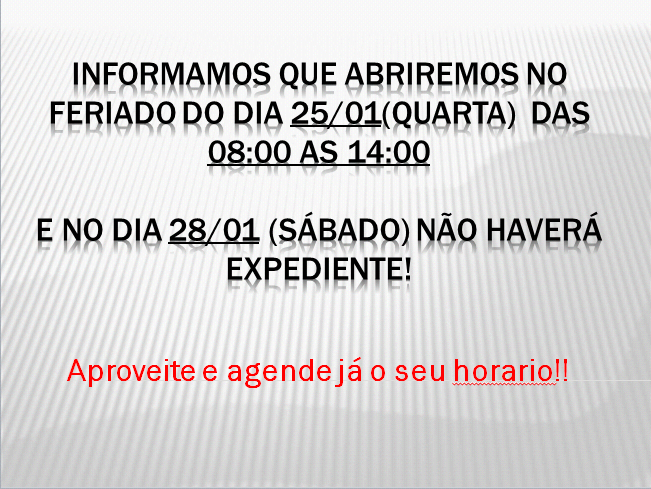 INFORMAMOS QUE ABRIREMOS NO
FERIADO DO DIA 25/01(QUARTA) DAS
08:00 AS 14:00
E NO DIA 28/01 (SÁBADO) NÃO HAVERÁ
EXPEDIENTE!
Aproveite e agende já o seu horario!!